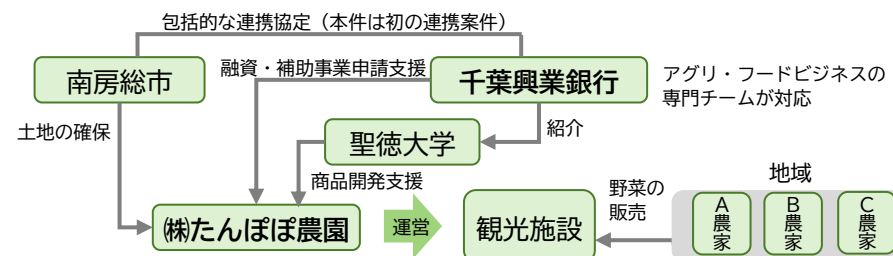 包括的な連携協定（本件は初の連携案件）
南房総市
融資・補助事業申請支援
千葉興業銀行
アグリ・フードビジネスの
専門チームが対応
土地の確保
聖徳大学
紹介
商品開発支援
㈱たんぽぽ農園
運営
観光施設
野菜の
販売
地域
A農家
B農家
C農家